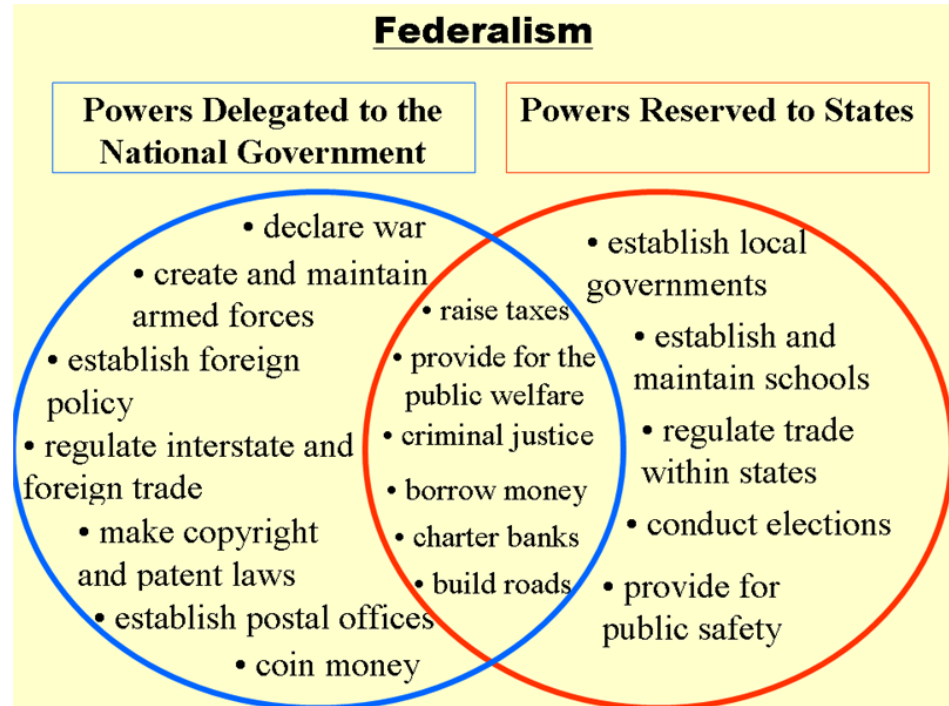 Federalism
Powers Delegated to the
National Government
Powers Reserved to States
• declare war
• create and maintain
armed forces
• establish foreign
policy
• regulate interstate and
foreign trade
• make copyright
and patent laws
• establish postal offices
• coin money
• raise taxes
• provide for the
public welfare
• criminal justice
• borrow money
• charter banks
• build roads
• establish local
governments
• establish and
maintain schools
• regulate trade
within states
• conduct elections
• provide for
public safety